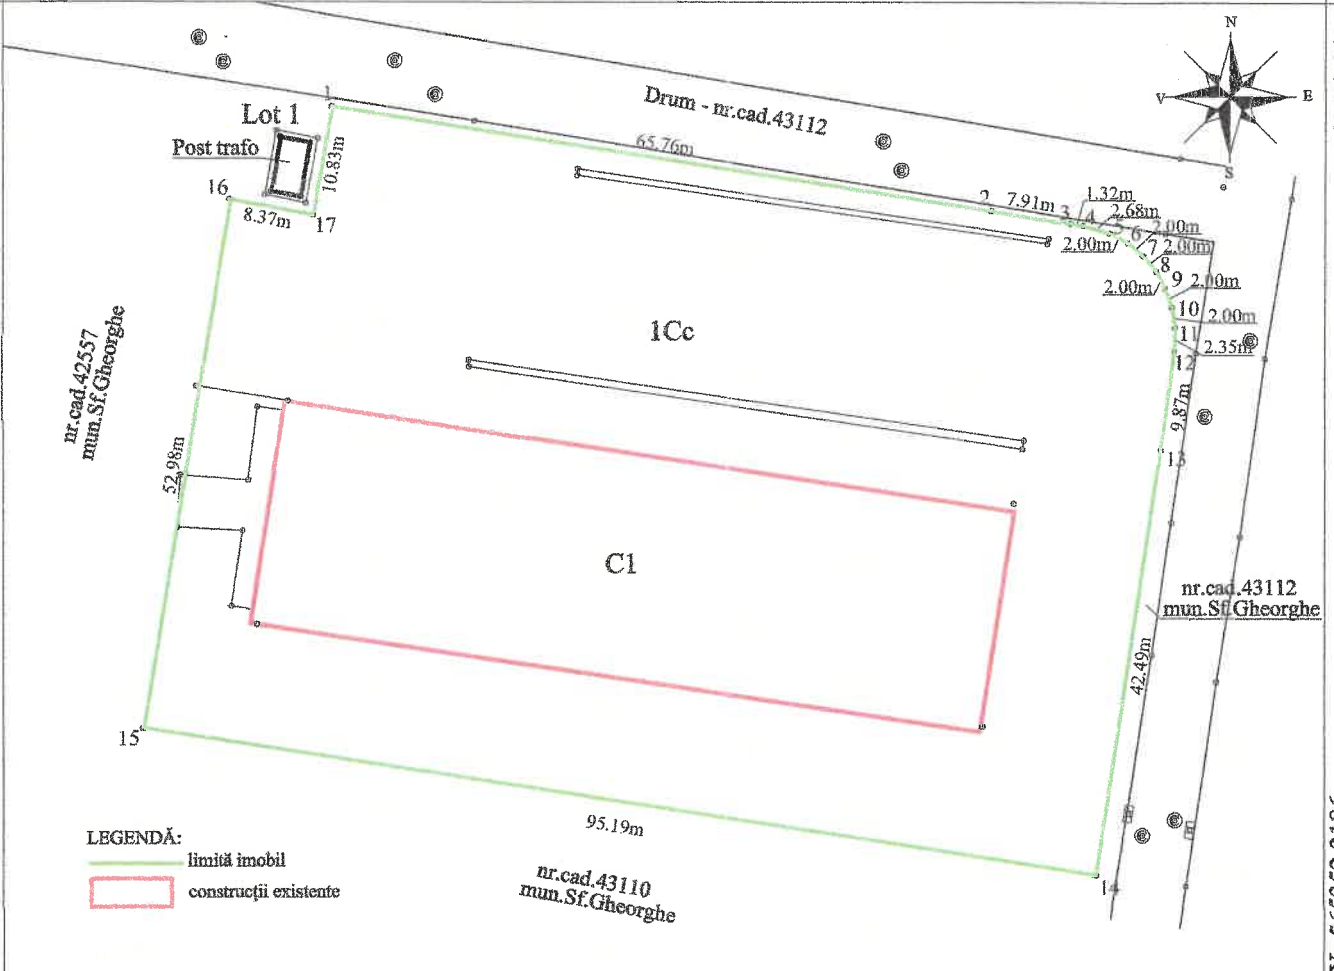 N
V
E
S
Drum - nr.cad.43112
Lot 1
Post trafo
1
10.83m
65.76m
16
8.37m
17
2
7.91m
3
1.32m
4
2.68m
5
2.00m
6
2.00m
7
2.00m
8
2.00m
9
2.00m
10
2.00m
11
2.35m
12
9.87m
13
1Cc
nr.cad.42557
mun.Sf.Gheorghe
52.98m
C1
nr.cad.43112
mun.Sf.Gheorghe
42.49m
15
95.19m
14
LEGENDĂ:
limită imobil
construcții existente
nr.cad.43110
mun.Sf.Gheorghe